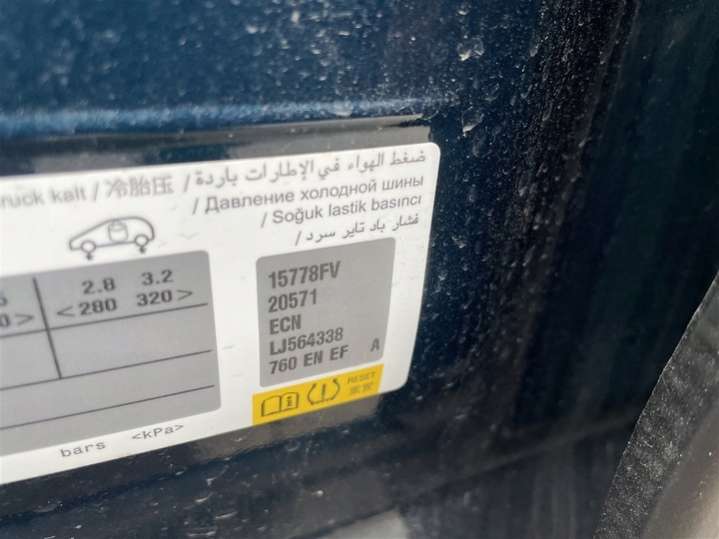 ضغط الهواء في الإطارات باردة /
ruck kalt / 冷胎压 /
/ Давление холодной шины
/ Soğuk lastik basıncı
/ فشار باد تایر سرد
2.8 3.2
0> <280 320>
15778FV
20571
ECN
LJ564338
760 EN EF A
RESET
bars <kPa>